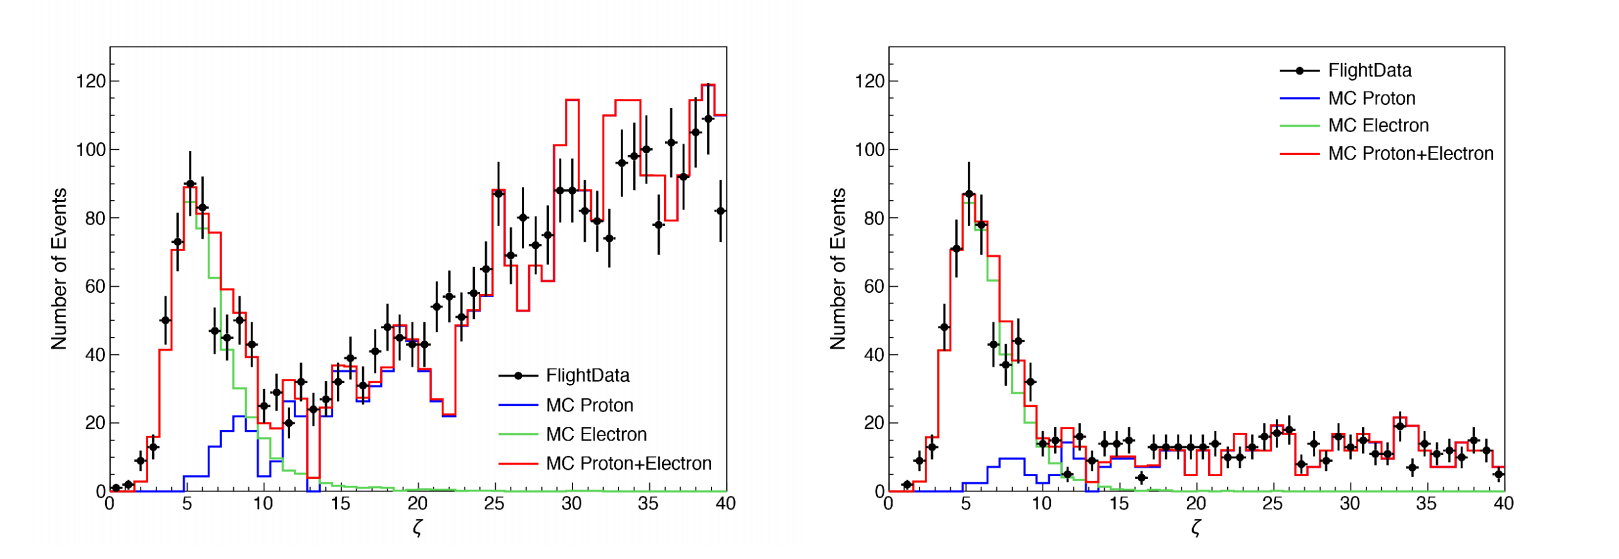 Number of Events
120
100
80
60
40
20
0
0 5 10 15 20 25 30 35 40
ζ
FlightData
MC Proton
MC Electron
MC Proton+Electron
Number of Events
120
100
80
60
40
20
0
0 5 10 15 20 25 30 35 40
ζ
FlightData
MC Proton
MC Electron
MC Proton+Electron